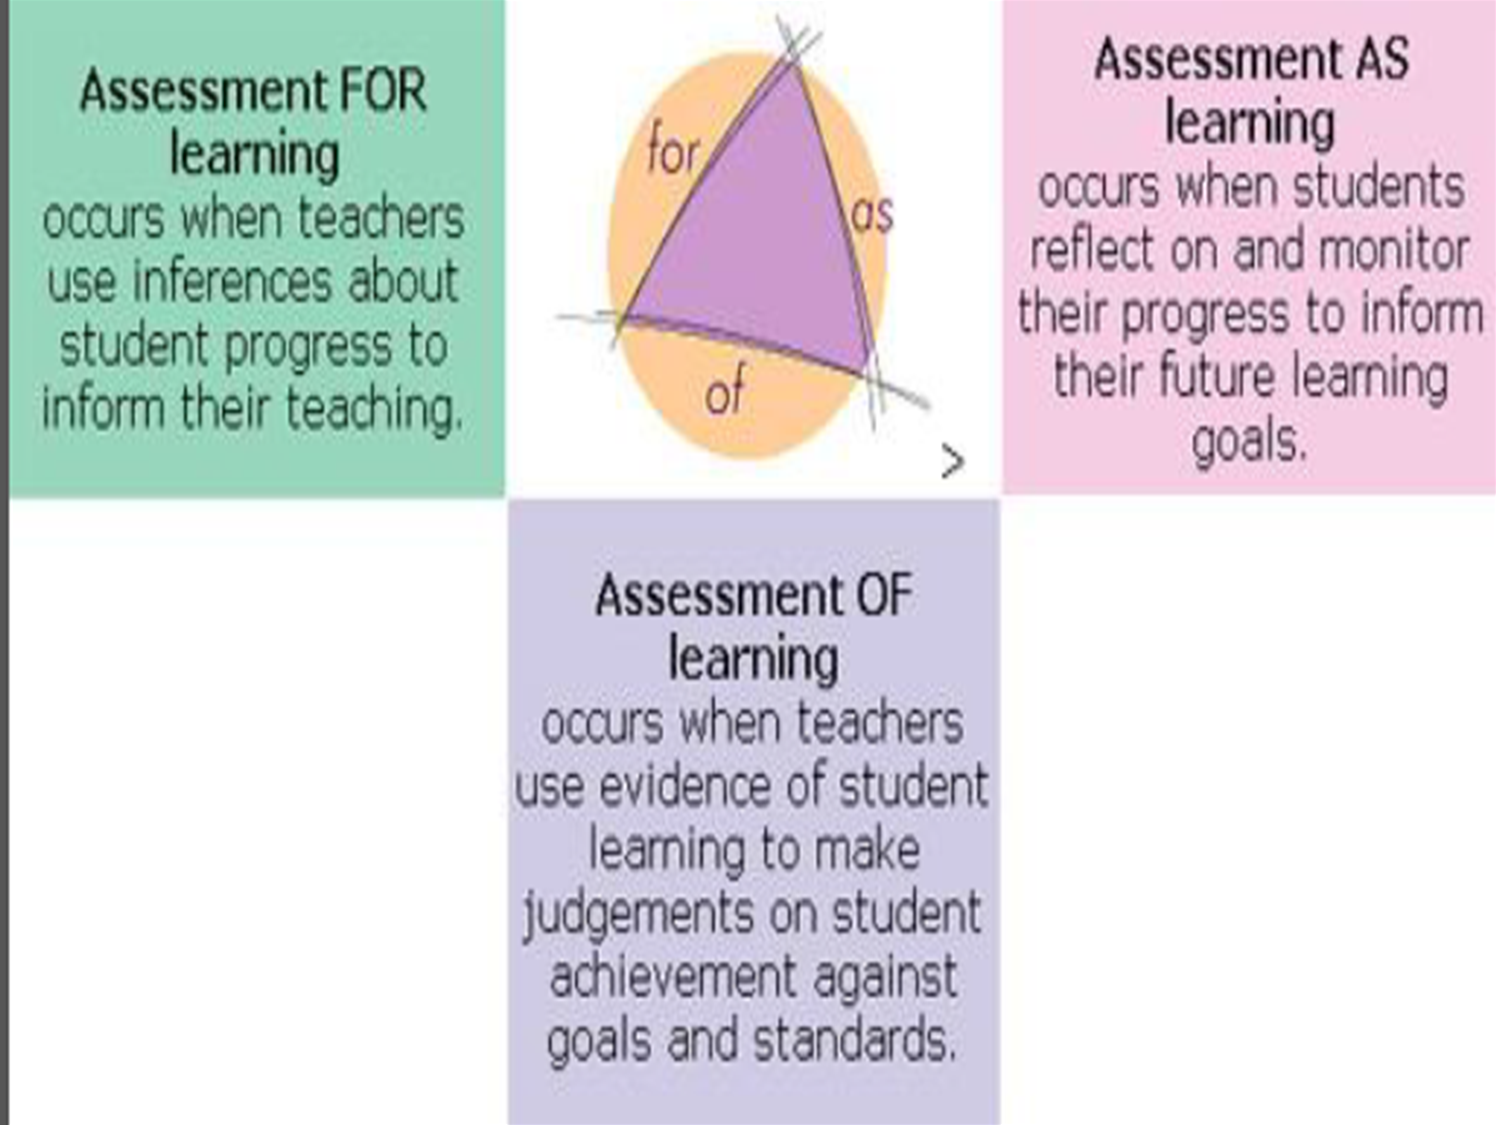 Assessment FOR
learning
occurs when teachers
use inferences about
student progress to
inform their teaching.
for
as
of
>
Assessment AS
learning
occurs when students
reflect on and monitor
their progress to inform
their future learning
goals.
Assessment OF
learning
occurs when teachers
use evidence of student
learning to make
judgements on student
achievement against
goals and standards.